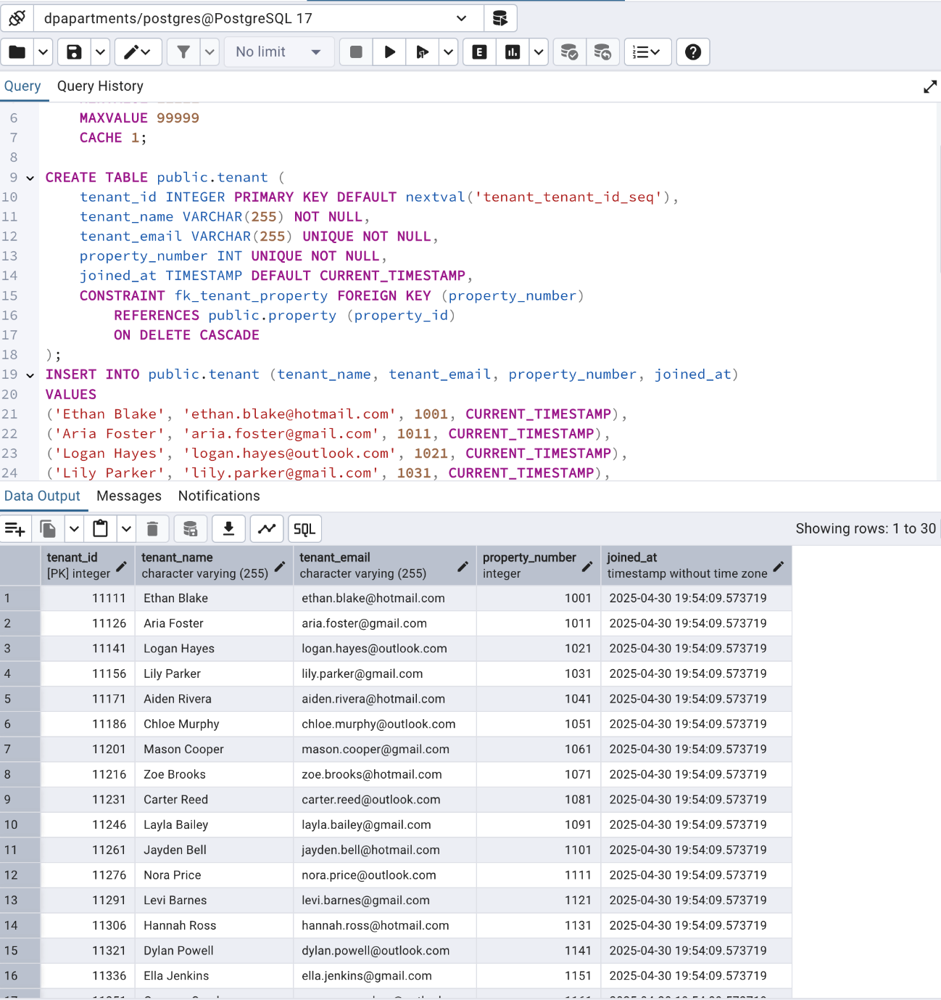 dpapartments/postgres@PostgreSQL 17
No limit
E
Query Query History
6 MAXVALUE 99999
7 CACHE 1;
8
9 CREATE TABLE public.tenant (
10 tenant_id INTEGER PRIMARY KEY DEFAULT nextval('tenant_tenant_id_seq'),
11 tenant_name VARCHAR(255) NOT NULL,
12 tenant_email VARCHAR(255) UNIQUE NOT NULL,
13 property_number INT UNIQUE NOT NULL,
14 joined_at TIMESTAMP DEFAULT CURRENT_TIMESTAMP,
15 CONSTRAINT fk_tenant_property FOREIGN KEY (property_number)
16 REFERENCES public.property (property_id)
17 ON DELETE CASCADE
18 );
19 INSERT INTO public.tenant (tenant_name, tenant_email, property_number, joined_at)
20 VALUES
21 ('Ethan Blake', 'ethan.blake@hotmail.com', 1001, CURRENT_TIMESTAMP),
22 ('Aria Foster', 'aria.foster@gmail.com', 1011, CURRENT_TIMESTAMP),
23 ('Logan Hayes', 'logan.hayes@outlook.com', 1021, CURRENT_TIMESTAMP),
24 ('Lily Parker', 'lily.parker@gmail.com', 1031, CURRENT_TIMESTAMP),
Data Output Messages Notifications
SQL Showing rows: 1 to 30
tenant_id tenant_name tenant_email property_number joined_at
[PK] integer character varying (255) character varying (255) integer timestamp without time zone
1 11111 Ethan Blake ethan.blake@hotmail.com 1001 2025-04-30 19:54:09.573719
2 11126 Aria Foster aria.foster@gmail.com 1011 2025-04-30 19:54:09.573719
3 11141 Logan Hayes logan.hayes@outlook.com 1021 2025-04-30 19:54:09.573719
4 11156 Lily Parker lily.parker@gmail.com 1031 2025-04-30 19:54:09.573719
5 11171 Aiden Rivera aiden.rivera@hotmail.com 1041 2025-04-30 19:54:09.573719
6 11186 Chloe Murphy chloe.murphy@outlook.com 1051 2025-04-30 19:54:09.573719
7 11201 Mason Cooper mason.cooper@gmail.com 1061 2025-04-30 19:54:09.573719
8 11216 Zoe Brooks zoe.brooks@hotmail.com 1071 2025-04-30 19:54:09.573719
9 11231 Carter Reed carter.reed@outlook.com 1081 2025-04-30 19:54:09.573719
10 11246 Layla Bailey layla.bailey@gmail.com 1091 2025-04-30 19:54:09.573719
11 11261 Jayden Bell jayden.bell@hotmail.com 1101 2025-04-30 19:54:09.573719
12 11276 Nora Price nora.price@outlook.com 1111 2025-04-30 19:54:09.573719
13 11291 Levi Barnes levi.barnes@gmail.com 1121 2025-04-30 19:54:09.573719
14 11306 Hannah Ross hannah.ross@hotmail.com 1131 2025-04-30 19:54:09.573719
15 11321 Dylan Powell dylan.powell@outlook.com 1141 2025-04-30 19:54:09.573719
16 11336 Ella Jenkins ella.jenkins@gmail.com 1151 2025-04-30 19:54:09.573719